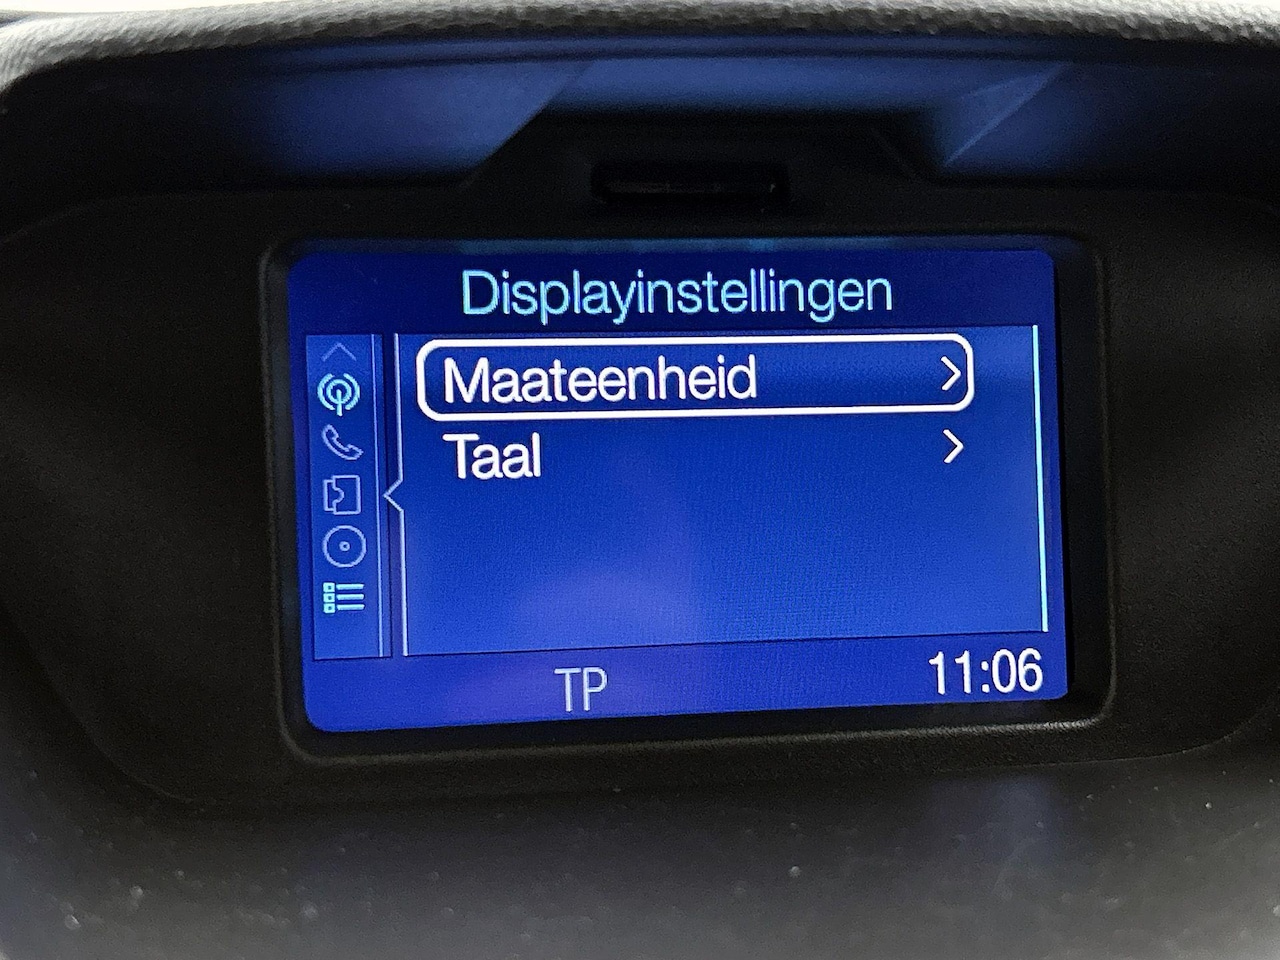 Displayinstellingen
Maateenheid
Taal
TP 11:06